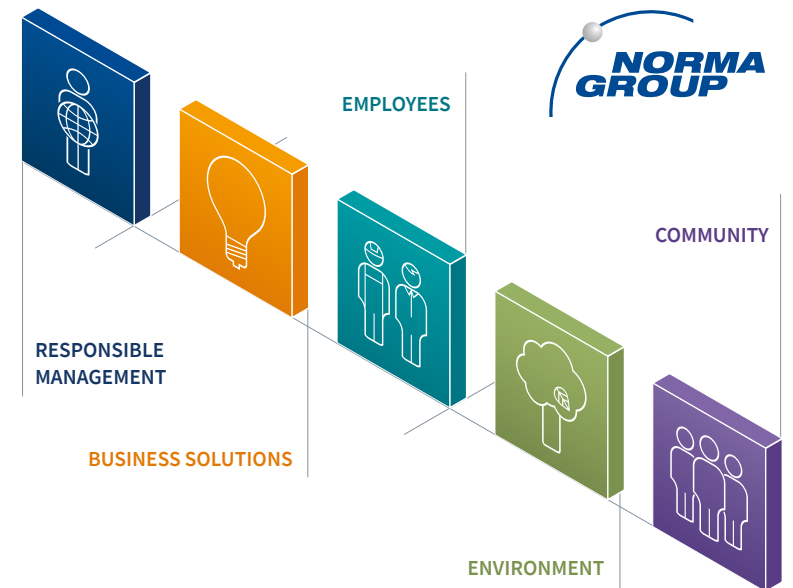 NORMA
GROUP
EMPLOYEES
COMMUNITY
RESPONSIBLE
MANAGEMENT
BUSINESS SOLUTIONS
ENVIRONMENT